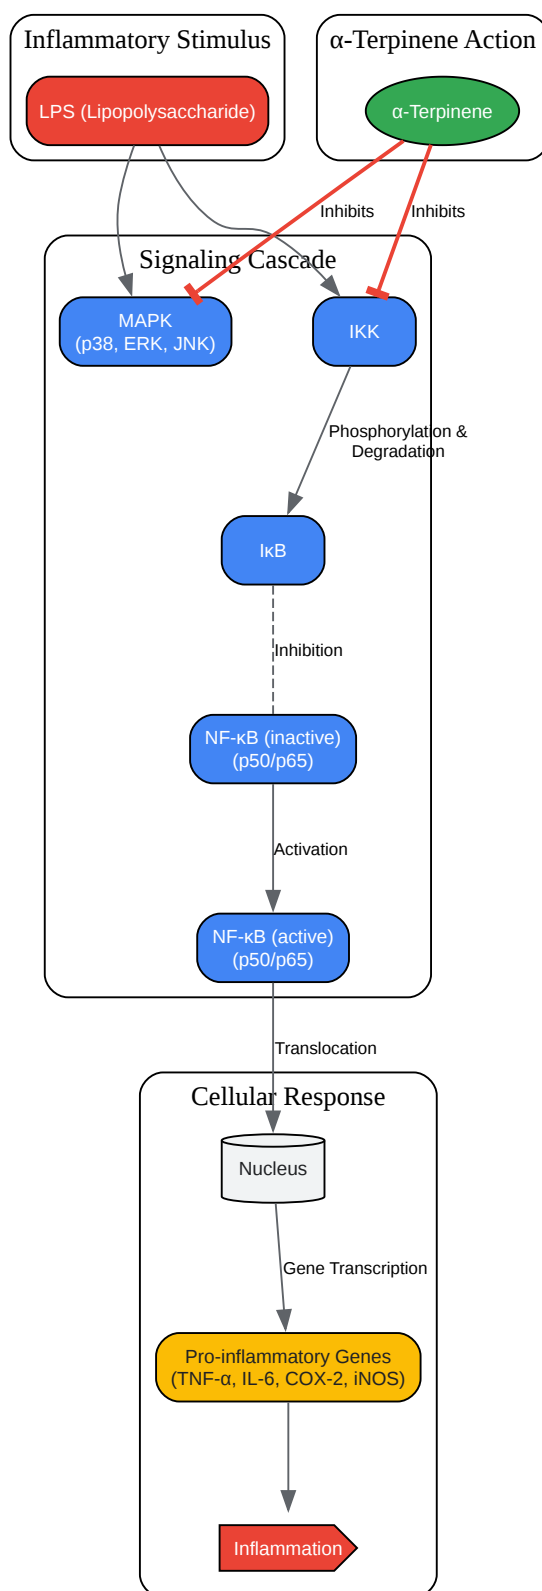 Inflammatory Stimulus
α-Terpinene Action
LPS (Lipopolysaccharide)
α-Terpinene
Inhibits
Inhibits
Signaling Cascade
MAPK
(p38, ERK, JNK)
IKK
Phosphorylation &
Degradation
IκB
Inhibition
NF-κB (inactive)
(p50/p65)
Activation
NF-κB (active)
(p50/p65)
Translocation
Cellular Response
Nucleus
Gene Transcription
Pro-inflammatory Genes
(TNF-α, IL-6, COX-2, iNOS)
Inflammation